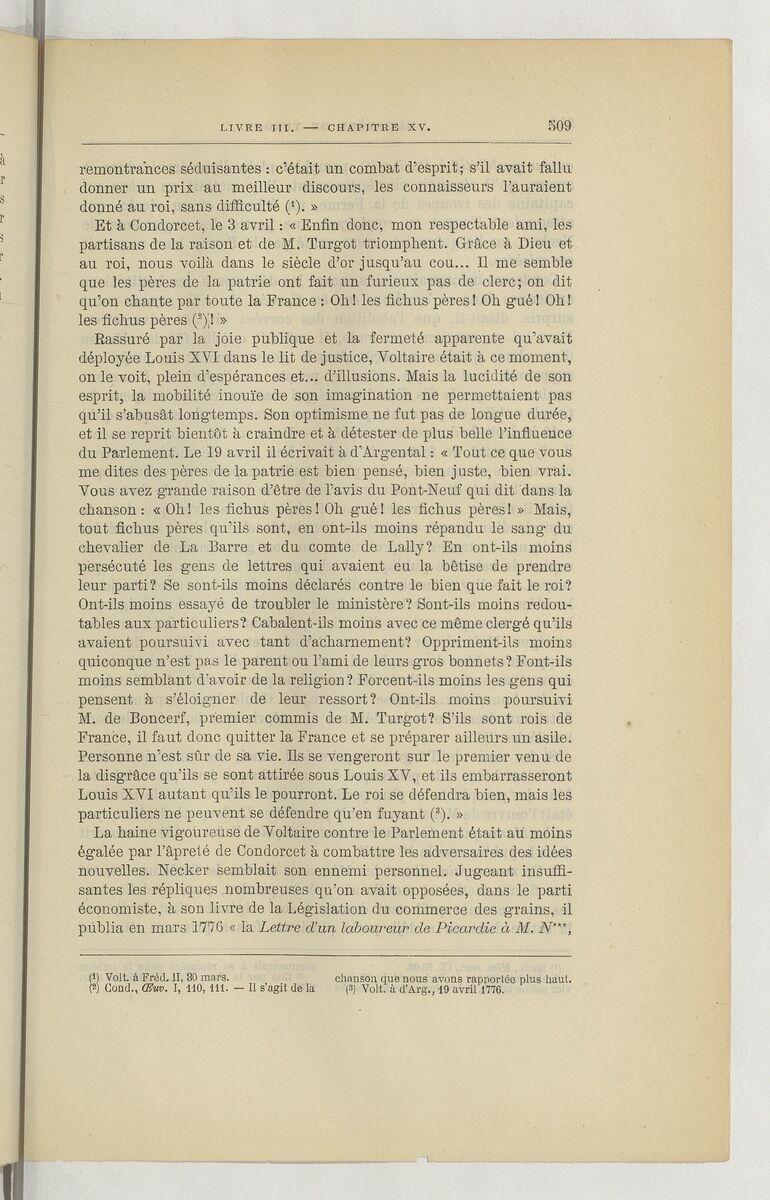 LIVRE III. — CHAPITRE XV. 509
remontrances séduisantes : c'était un combat d'esprit; s'il avait fallu
donner un prix au meilleur discours, les connaisseurs l'auraient
donné au roi, sans difficulté (¹). »
Et à Condorcet, le 3 avril : « Enfin donc, mon respectable ami, les
partisans de la raison et de M. Turgot triomphent. Grâce à Dieu et
au roi, nous voilà dans le siècle d'or jusqu'au cou... Il me semble
que les pères de la patrie ont fait un furieux pas de clerc; on dit
qu'on chante par toute la France : Oh! les fichus pères! Oh gué! Oh!
les fichus pères (²)! »
Rassuré par la joie publique et la fermeté apparente qu'avait
déployée Louis XVI dans le lit de justice, Voltaire était à ce moment,
on le voit, plein d'espérances et... d'illusions. Mais la lucidité de son
esprit, la mobilité inouïe de son imagination ne permettaient pas
qu'il s'abusât longtemps. Son optimisme ne fut pas de longue durée,
et il se reprit bientôt à craindre et à détester de plus belle l'influence
du Parlement. Le 19 avril il écrivait à d'Argental : « Tout ce que vous
me dites des pères de la patrie est bien pensé, bien juste, bien vrai.
Vous avez grande raison d'être de l'avis du Pont-Neuf qui dit dans la
chanson : « Oh! les fichus pères! Oh gué! les fichus pères! » Mais,
tout fichus pères qu'ils sont, en ont-ils moins répandu le sang du
chevalier de La Barre et du comte de Lally? En ont-ils moins
persécuté les gens de lettres qui avaient eu la bêtise de prendre
leur parti? Se sont-ils moins déclarés contre le bien que fait le roi?
Ont-ils moins essayé de troubler le ministère? Sont-ils moins redou-
tables aux particuliers? Cabalent-ils moins avec ce même clergé qu'ils
avaient poursuivi avec tant d'acharnement? Oppriment-ils moins
quiconque n'est pas le parent ou l'ami de leurs gros bonnets? Font-ils
moins semblant d'avoir de la religion? Forcent-ils moins les gens qui
pensent à s'éloigner de leur ressort? Ont-ils moins poursuivi
M. de Boncerf, premier commis de M. Turgot? S'ils sont rois de
France, il faut donc quitter la France et se préparer ailleurs un asile.
Personne n'est sûr de sa vie. Ils se vengeront sur le premier venu de
la disgrâce qu'ils se sont attirée sous Louis XV, et ils embarrasseront
Louis XVI autant qu'ils le pourront. Le roi se défendra bien, mais les
particuliers ne peuvent se défendre qu'en fuyant (³). »
La haine vigoureuse de Voltaire contre le Parlement était au moins
égalée par l'âpreté de Condorcet à combattre les adversaires des idées
nouvelles. Necker semblait son ennemi personnel. Jugeant insuffi-
santes les répliques nombreuses qu'on avait opposées, dans le parti
économiste, à son livre de la Législation du commerce des grains, il
publia en mars 1776 « la Lettre d'un laboureur de Picardie à M. N***,
(¹) Volt. à Fréd. II, 30 mars.
(²) Cond., Œuv. I, 110, 111. — Il s'agit de la
chanson que nous avons rapportée plus haut.
(³) Volt. à d'Arg., 19 avril 1776.